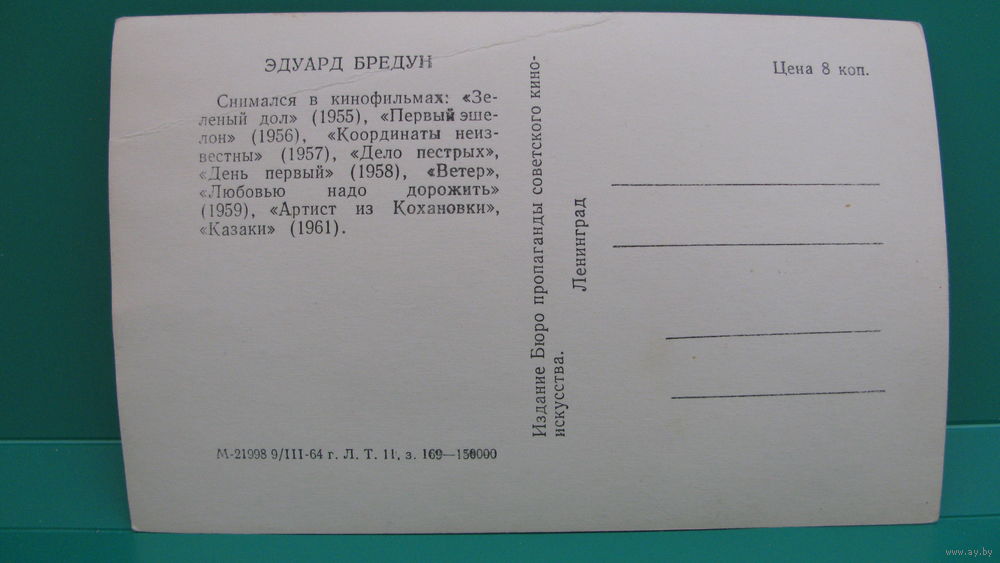 ЭДУАРД БРЕДУН
Снимался в кинофильмах: «Зе-
леный дол» (1955), «Первый эше-
лон» (1956), «Координаты неиз-
вестны» (1957), «Дело пестрых»,
«День первый» (1958), «Ветер»,
«Любовью надо дорожить»
(1959), «Артист из Кохановки»,
«Казаки» (1961).
М-21998 9/III-64 г. Л. Т. 11, з. 169—150000
Издание Бюро пропаганды советского кино-
искусства.
Ленинград
Цена 8 коп.
www.ay.by